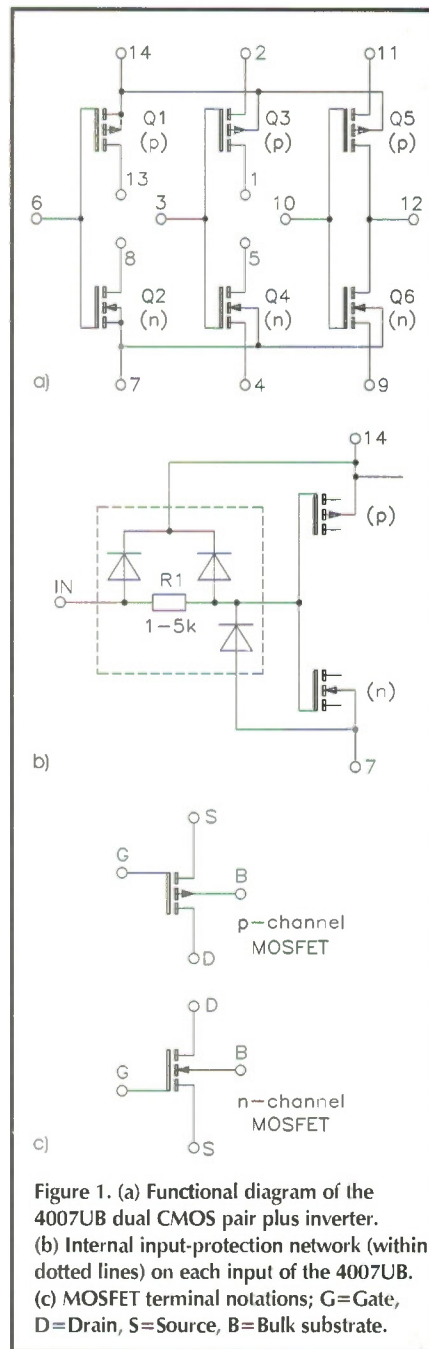 14 2 11
Q1 Q3 Q5
(p) (p) (p)
13 1
6 3 10 12
8 5
Q2 Q4 Q6
(n) (n) (n)
a) 7 4 9
14
(p)
IN R1
1-5k
(n)
b) 7
S
G B
p-channel
MOSFET
D
D
G B
n-channel
MOSFET
c) S
Figure 1. (a) Functional diagram of the
4007UB dual CMOS pair plus inverter.
(b) Internal input-protection network (within
dotted lines) on each input of the 4007UB.
(c) MOSFET terminal notations; G=Gate,
D=Drain, S=Source, B=Bulk substrate.